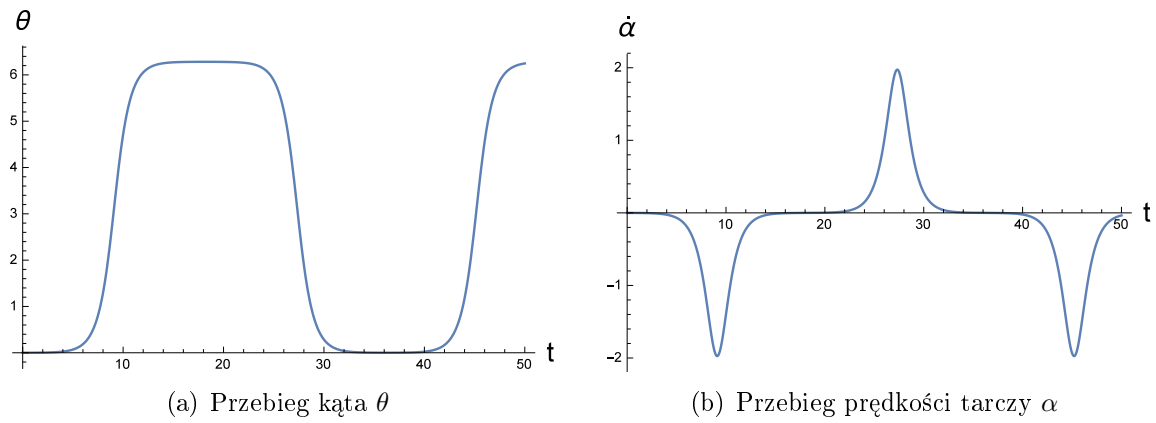 θ
6
5
4
3
2
1
10 20 30 40 50 t
(a) Przebieg kąta θ
α̇
2
1
10 20 30 40 50 t
−1
−2
(b) Przebieg prędkości tarczy α